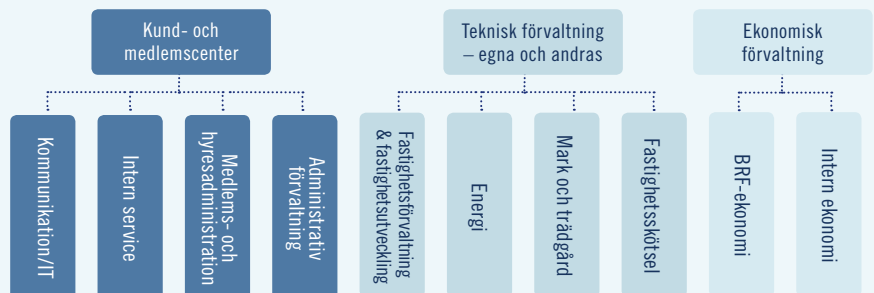 Kund- och
medlemscenter
Teknisk förvaltning
– egna och andras
Ekonomisk
förvaltning
Kommunikation/IT
Intern service
Medlems- och
hyresadministration
Administrativ
förvaltning
Fastighetsförvaltning
& fastighetsutveckling
Energi
Mark och trädgård
Fastighetsskötsel
BRF-ekonomi
Intern ekonomi